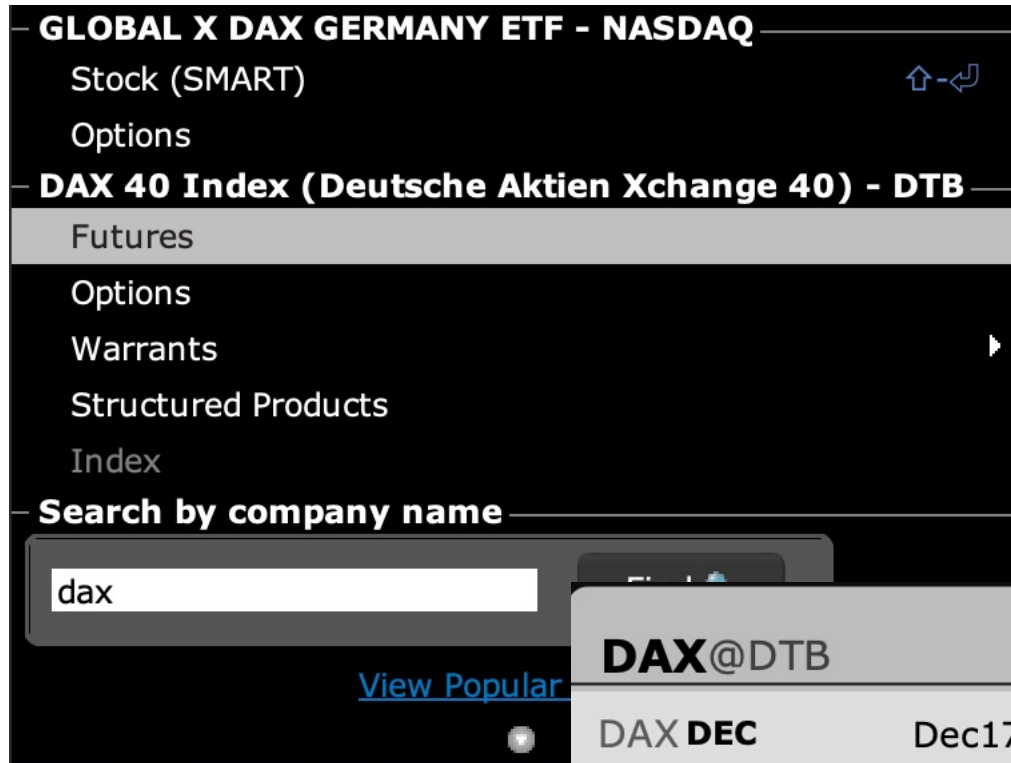 GLOBAL X DAX GERMANY ETF - NASDAQ
Stock (SMART)
Options
DAX 40 Index (Deutsche Aktien Xchange 40) - DTB
Futures
Options
Warrants
Structured Products
Index
Search by company name
dax
View Popular
DAX@DTB
DAX DEC Dec17